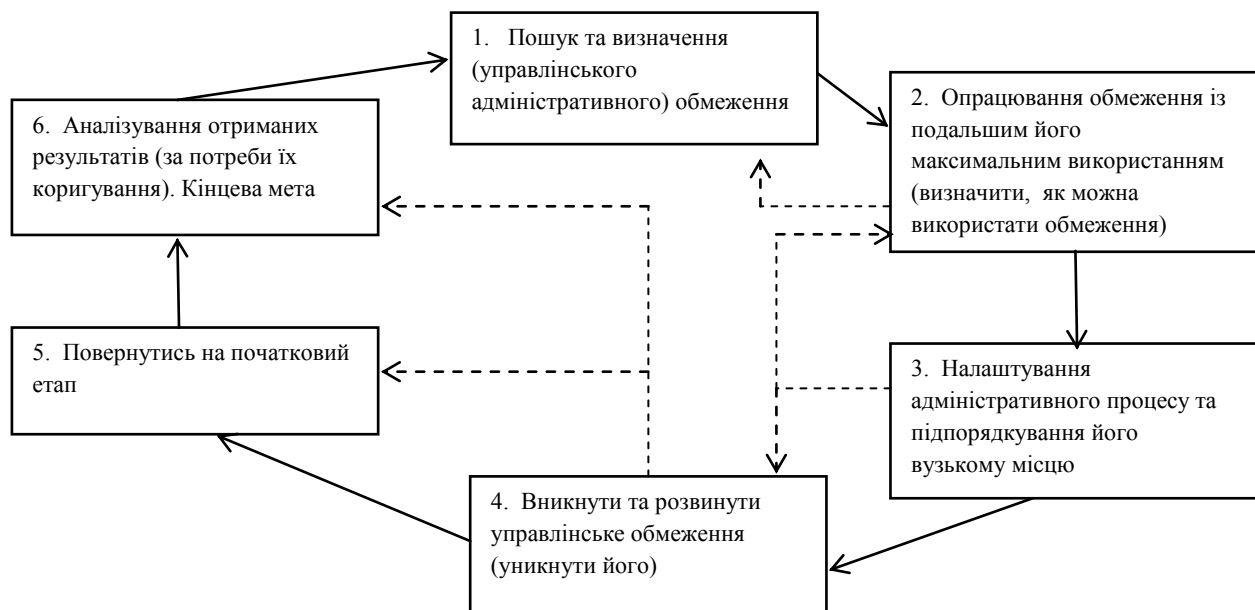 1. Пошук та визначення
(управлінського
адміністративного) обмеження
2. Опрацювання обмеження із
подальшим його
максимальним використанням
(визначити, як можна
використати обмеження)
3. Налаштування
адміністративного процесу та
підпорядкування його
вузькому місцю
4. Вникнути та розвинути
управлінське обмеження
(уникнути його)
5. Повернутись на початковий
етап
6. Аналізування отриманих
результатів (за потреби їх
коригування). Кінцева мета